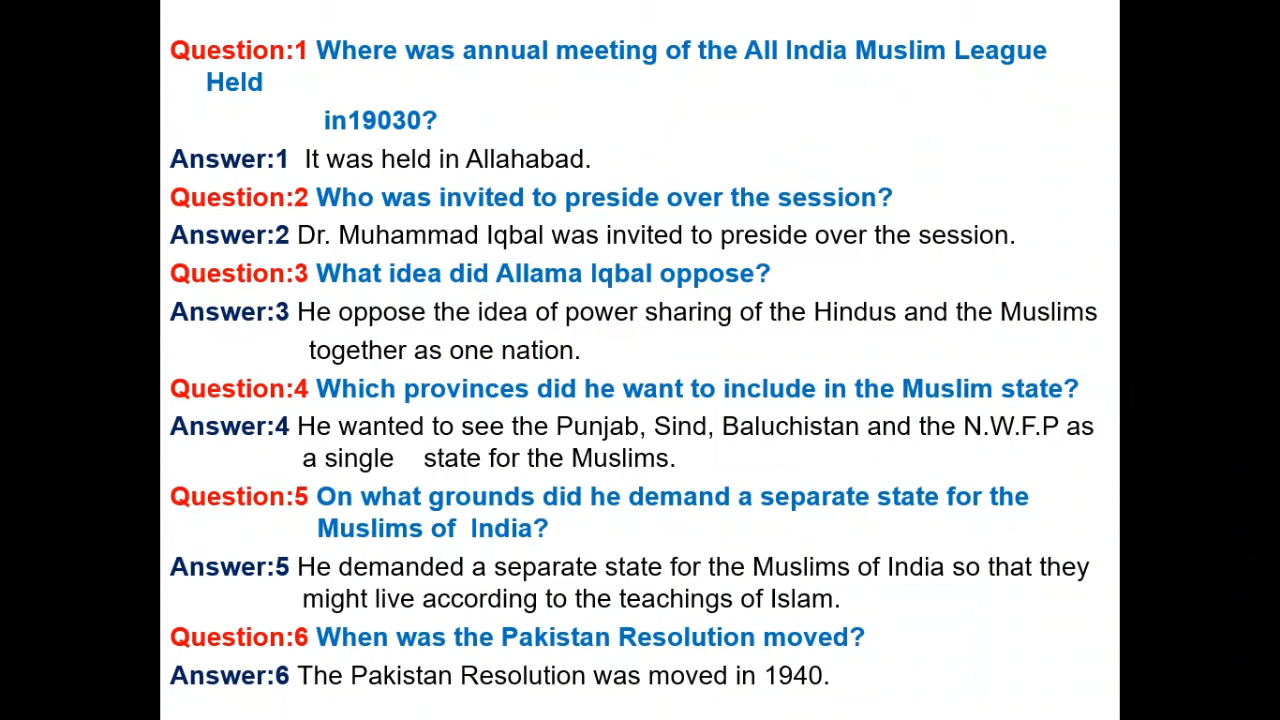 Question:1 Where was annual meeting of the All India Muslim League
Held
in19030?
Answer:1 It was held in Allahabad.
Question:2 Who was invited to preside over the session?
Answer:2 Dr. Muhammad Iqbal was invited to preside over the session.
Question:3 What idea did Allama Iqbal oppose?
Answer:3 He oppose the idea of power sharing of the Hindus and the Muslims
together as one nation.
Question:4 Which provinces did he want to include in the Muslim state?
Answer:4 He wanted to see the Punjab, Sind, Baluchistan and the N.W.F.P as
a single state for the Muslims.
Question:5 On what grounds did he demand a separate state for the
Muslims of India?
Answer:5 He demanded a separate state for the Muslims of India so that they
might live according to the teachings of Islam.
Question:6 When was the Pakistan Resolution moved?
Answer:6 The Pakistan Resolution was moved in 1940.